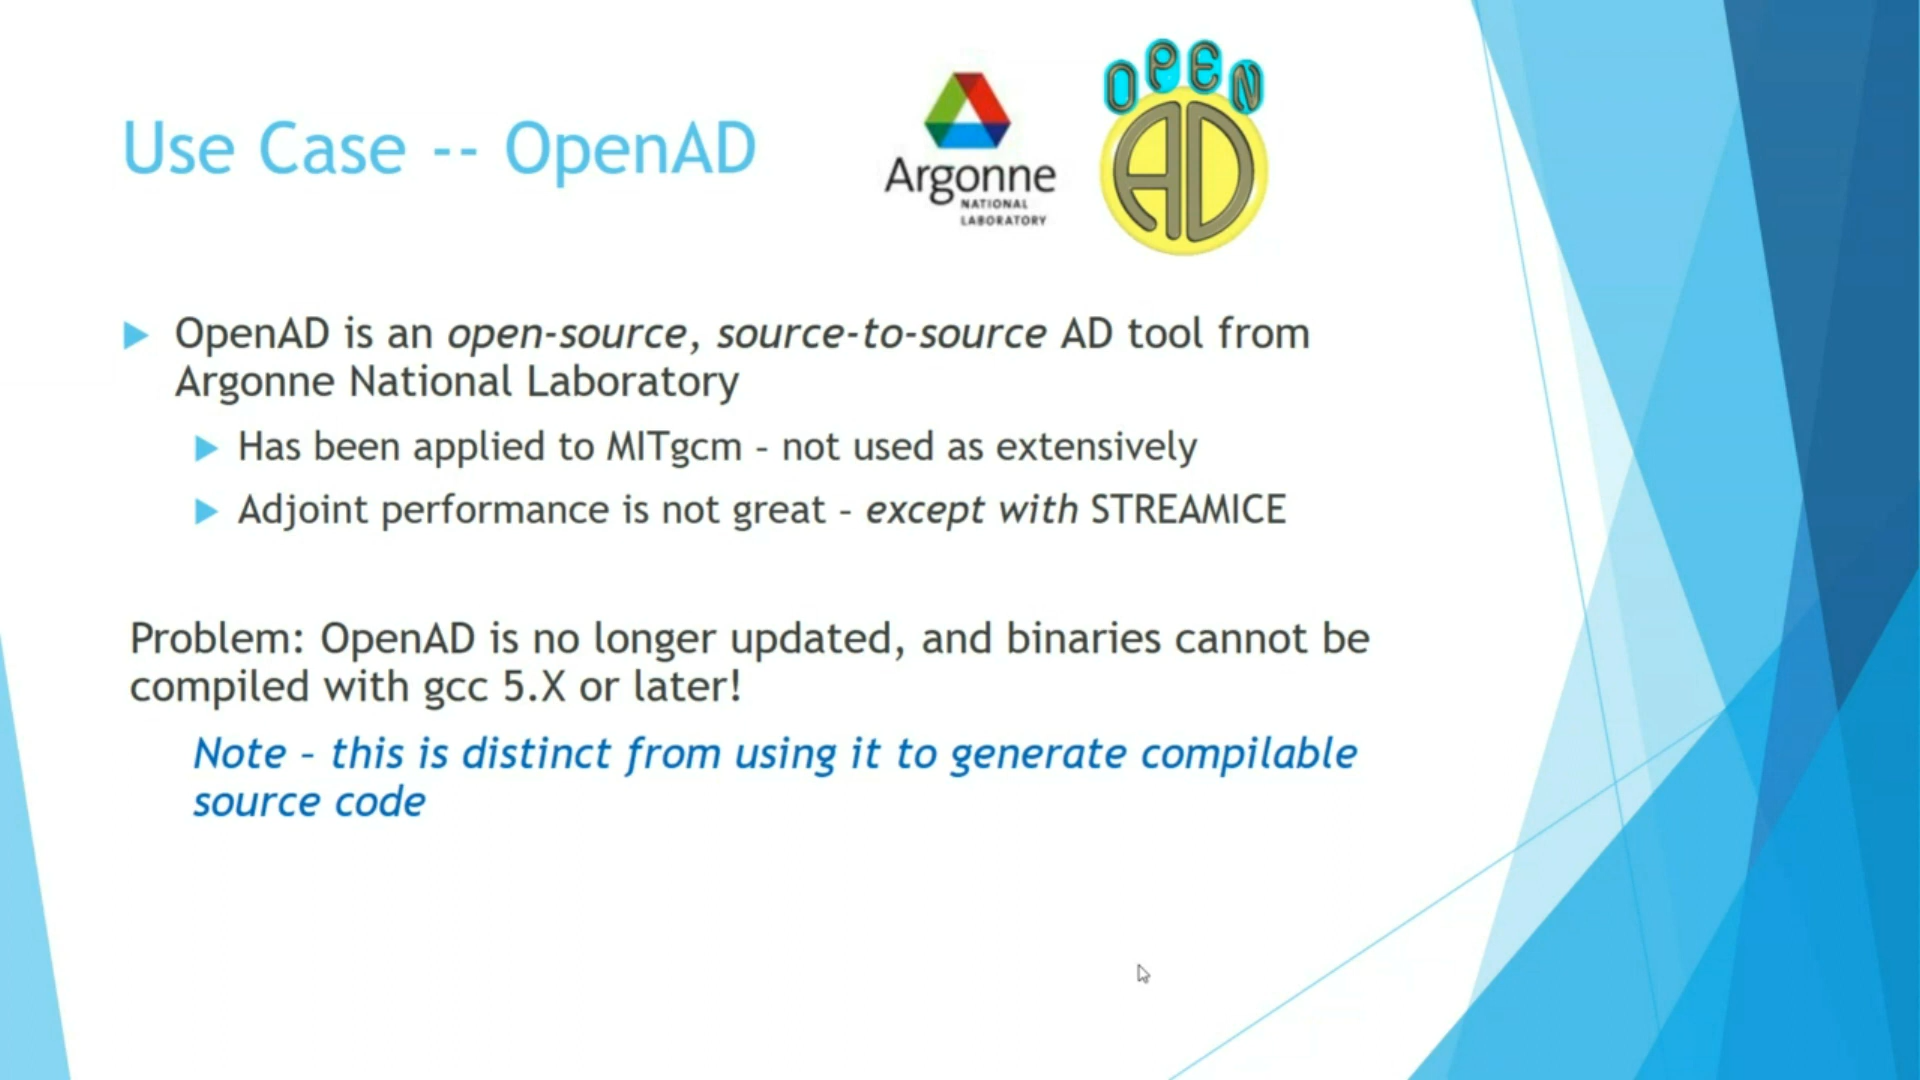 Use Case -- OpenAD
Argonne
NATIONAL
LABORATORY
OPEN
AD
OpenAD is an open-source, source-to-source AD tool from
Argonne National Laboratory
Has been applied to MITgcm – not used as extensively
Adjoint performance is not great – except with STREAMICE
Problem: OpenAD is no longer updated, and binaries cannot be
compiled with gcc 5.X or later!
Note – this is distinct from using it to generate compilable
source code